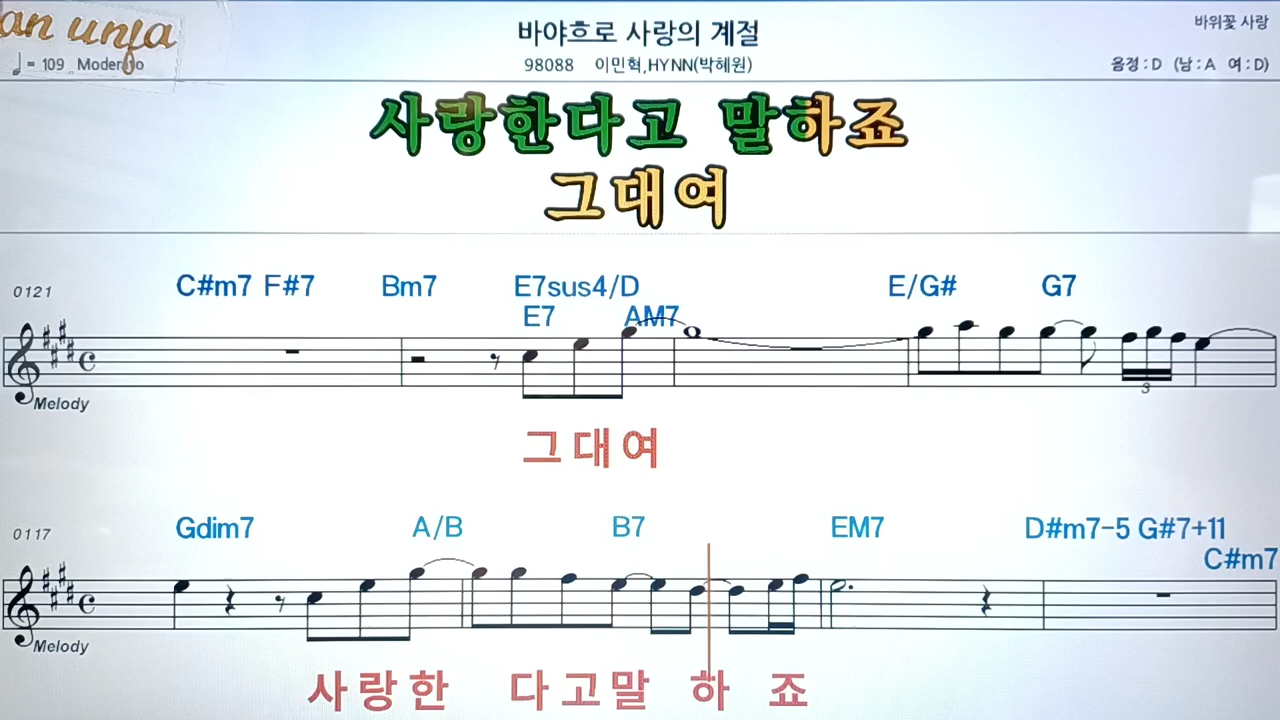 an unja
바야흐로 사랑의 계절
바위꽃 사랑
♩= 109 Moderato
98088 이민혁,HYNN(박혜원)
음정:D (남:A 여:D)
사랑한다고 말하죠
그대여
0121
C#m7 F#7 Bm7 E7sus4/D E/G# G7
E7 AM7
3
Melody
그대여
0117
Gdim7 A/B B7 EM7 D#m7-5 G#7+11
C#m7
Melody
사랑한 다고말 하 죠